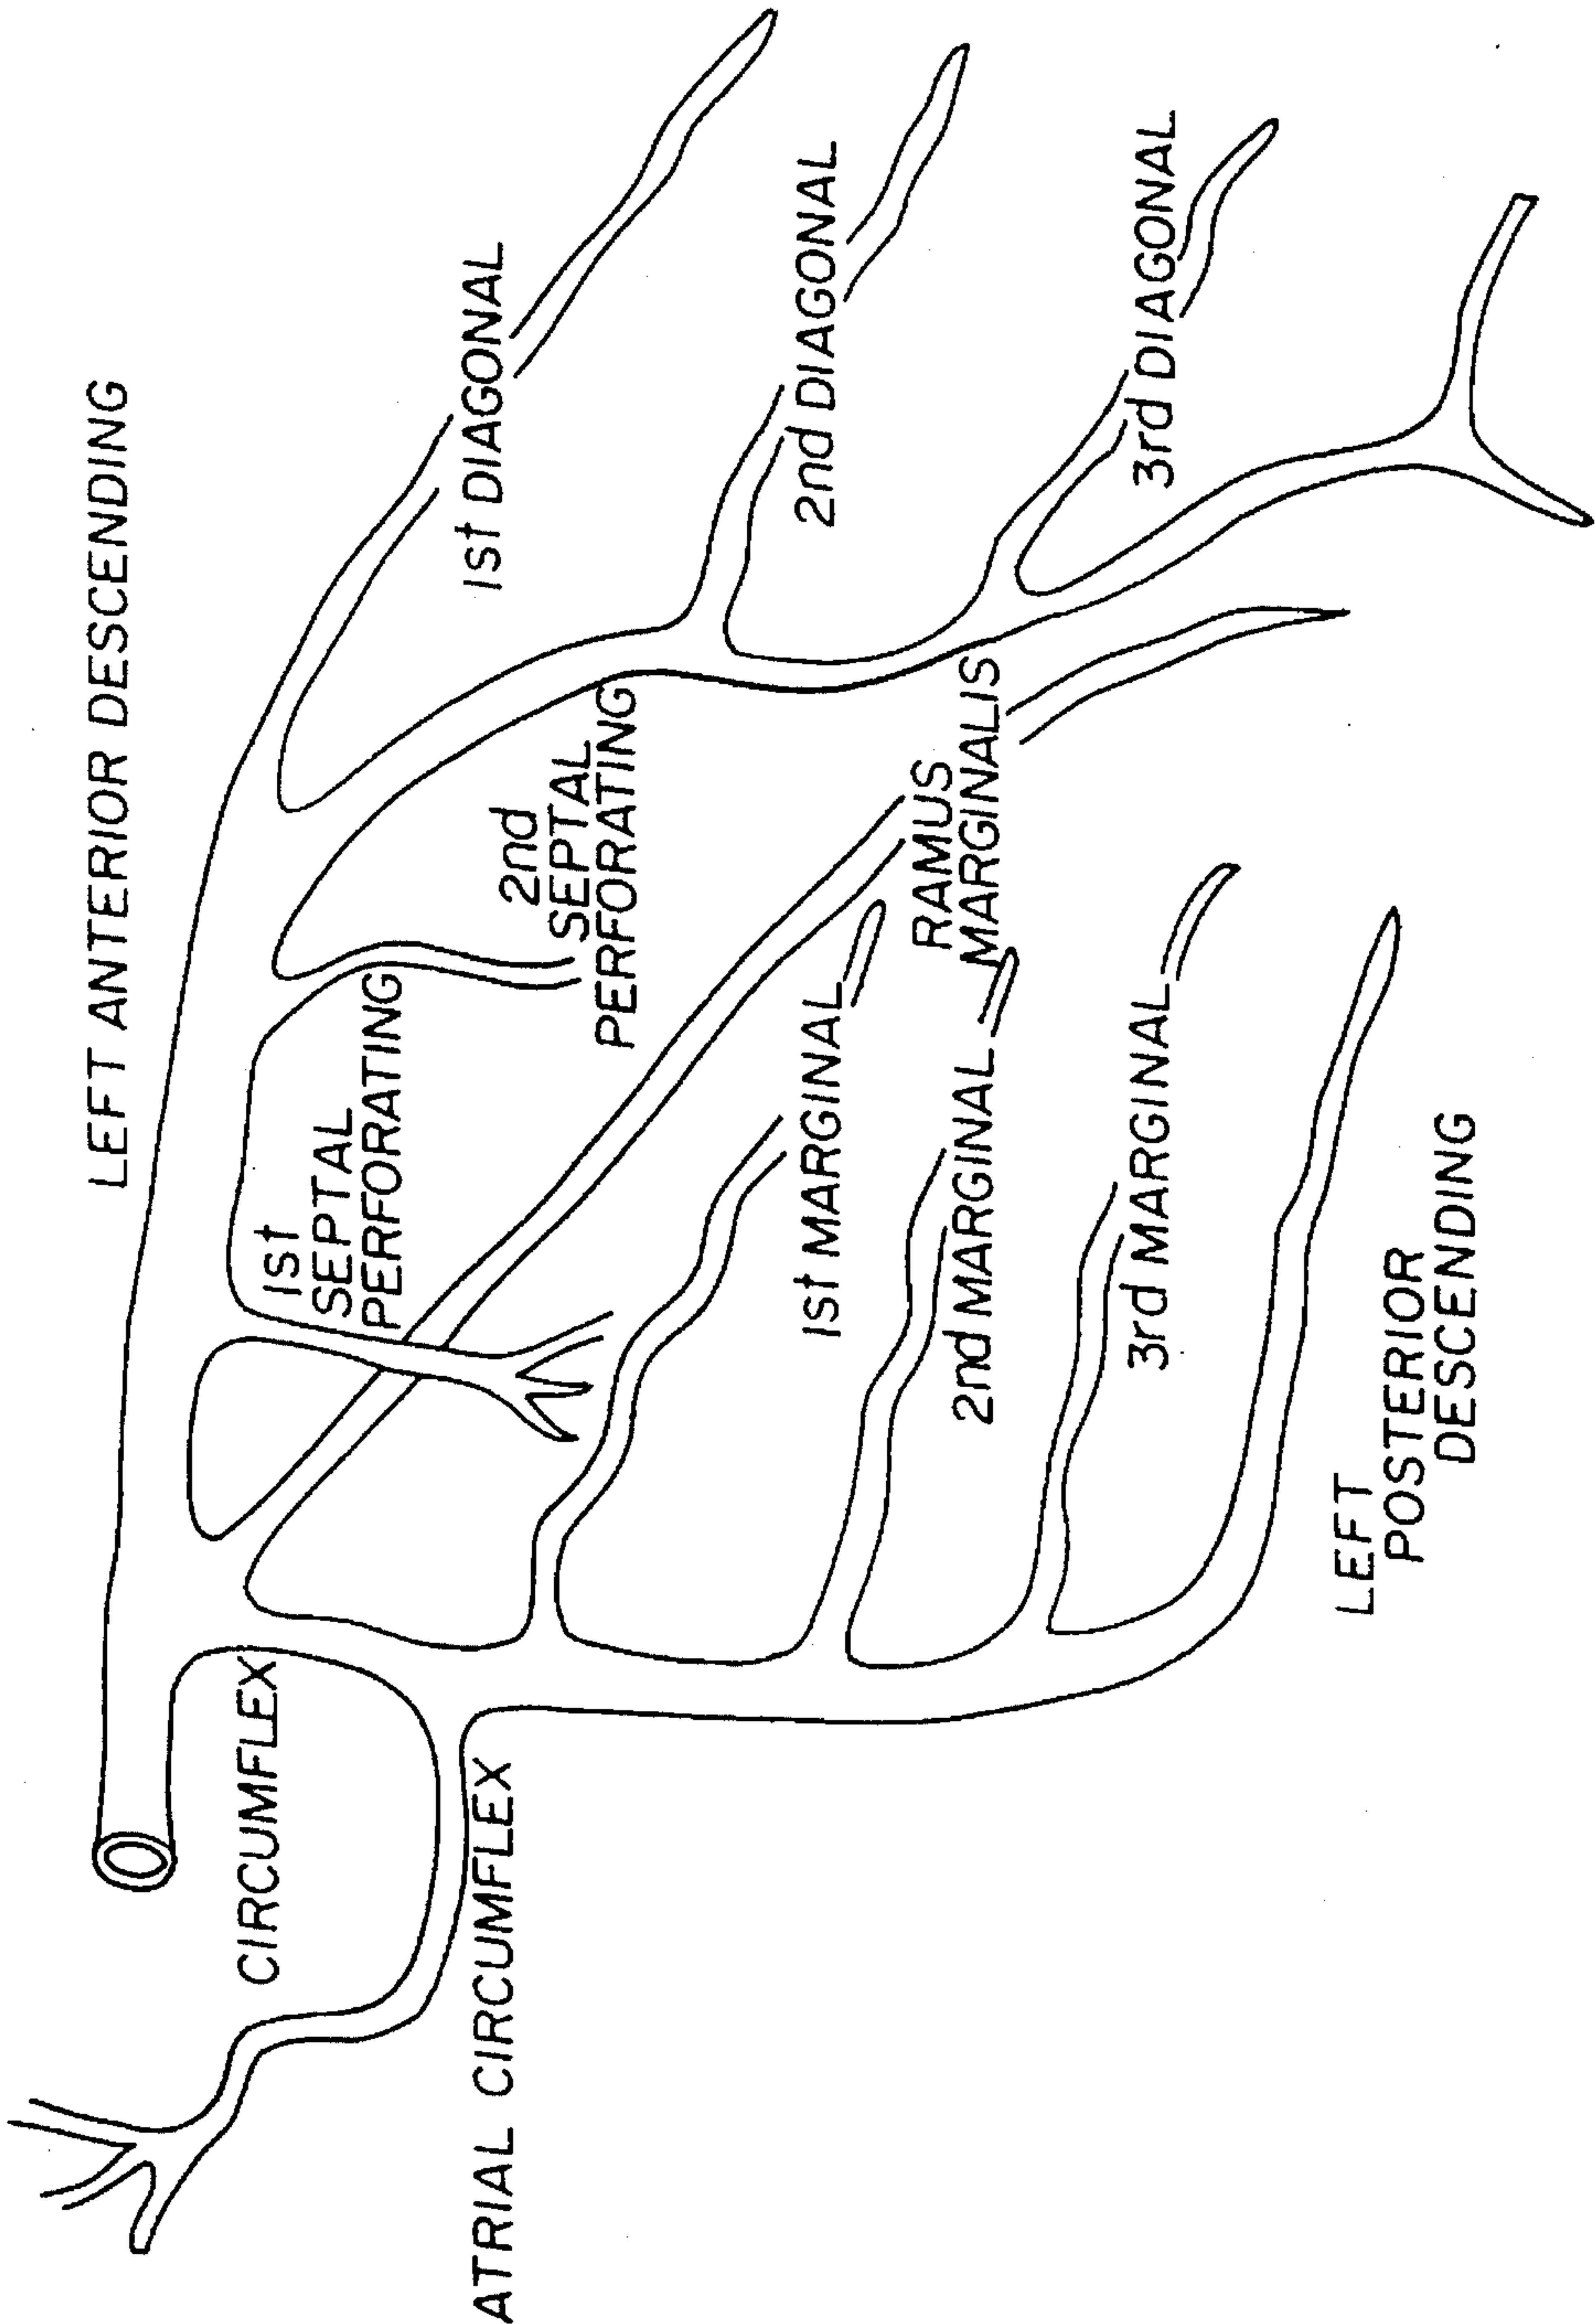 LEFT ANTERIOR DESCENDING
CIRCUMFLEX
ATRIAL CIRCUMFLEX
1st
SEPTAL
PERFORATING
2nd
SEPTAL
PERFORATING
1st DIAGONAL
2nd DIAGONAL
3rd DIAGONAL
RAMUS
MARGINALIS
1st MARGINAL
2nd MARGINAL
3rd MARGINAL
LEFT
POSTERIOR
DESCENDING